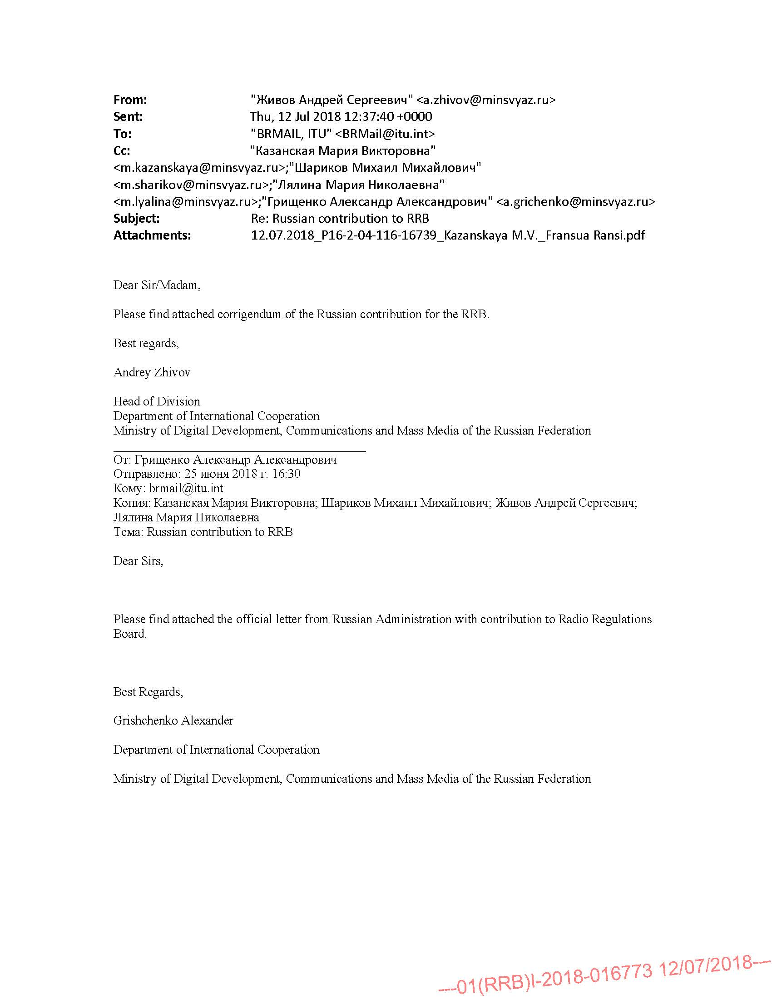 From: "Живов Андрей Сергеевич" <a.zhivov@minsvyaz.ru>
Sent: Thu, 12 Jul 2018 12:37:40 +0000
To: "BRMAIL, ITU" <BRMail@itu.int>
Cc: "Казанская Мария Викторовна"
<m.kazanskaya@minsvyaz.ru>;"Шариков Михаил Михайлович"
<m.sharikov@minsvyaz.ru>;"Лялина Мария Николаевна"
<m.lyalina@minsvyaz.ru>;"Грищенко Александр Александрович" <a.grichenko@minsvyaz.ru>
Subject: Re: Russian contribution to RRB
Attachments: 12.07.2018_P16-2-04-116-16739_Kazanskaya M.V._Fransua Ransi.pdf
Dear Sir/Madam,
Please find attached corrigendum of the Russian contribution for the RRB.
Best regards,
Andrey Zhivov
Head of Division
Department of International Cooperation
Ministry of Digital Development, Communications and Mass Media of the Russian Federation
От: Грищенко Александр Александрович
Отправлено: 25 июня 2018 г. 16:30
Кому: brmail@itu.int
Копия: Казанская Мария Викторовна; Шариков Михаил Михайлович; Живов Андрей Сергеевич;
Лялина Мария Николаевна
Тема: Russian contribution to RRB
Dear Sirs,
Please find attached the official letter from Russian Administration with contribution to Radio Regulations
Board.
Best Regards,
Grishchenko Alexander
Department of International Cooperation
Ministry of Digital Development, Communications and Mass Media of the Russian Federation
---01(RRB)I-2018-016773 12/07/2018---